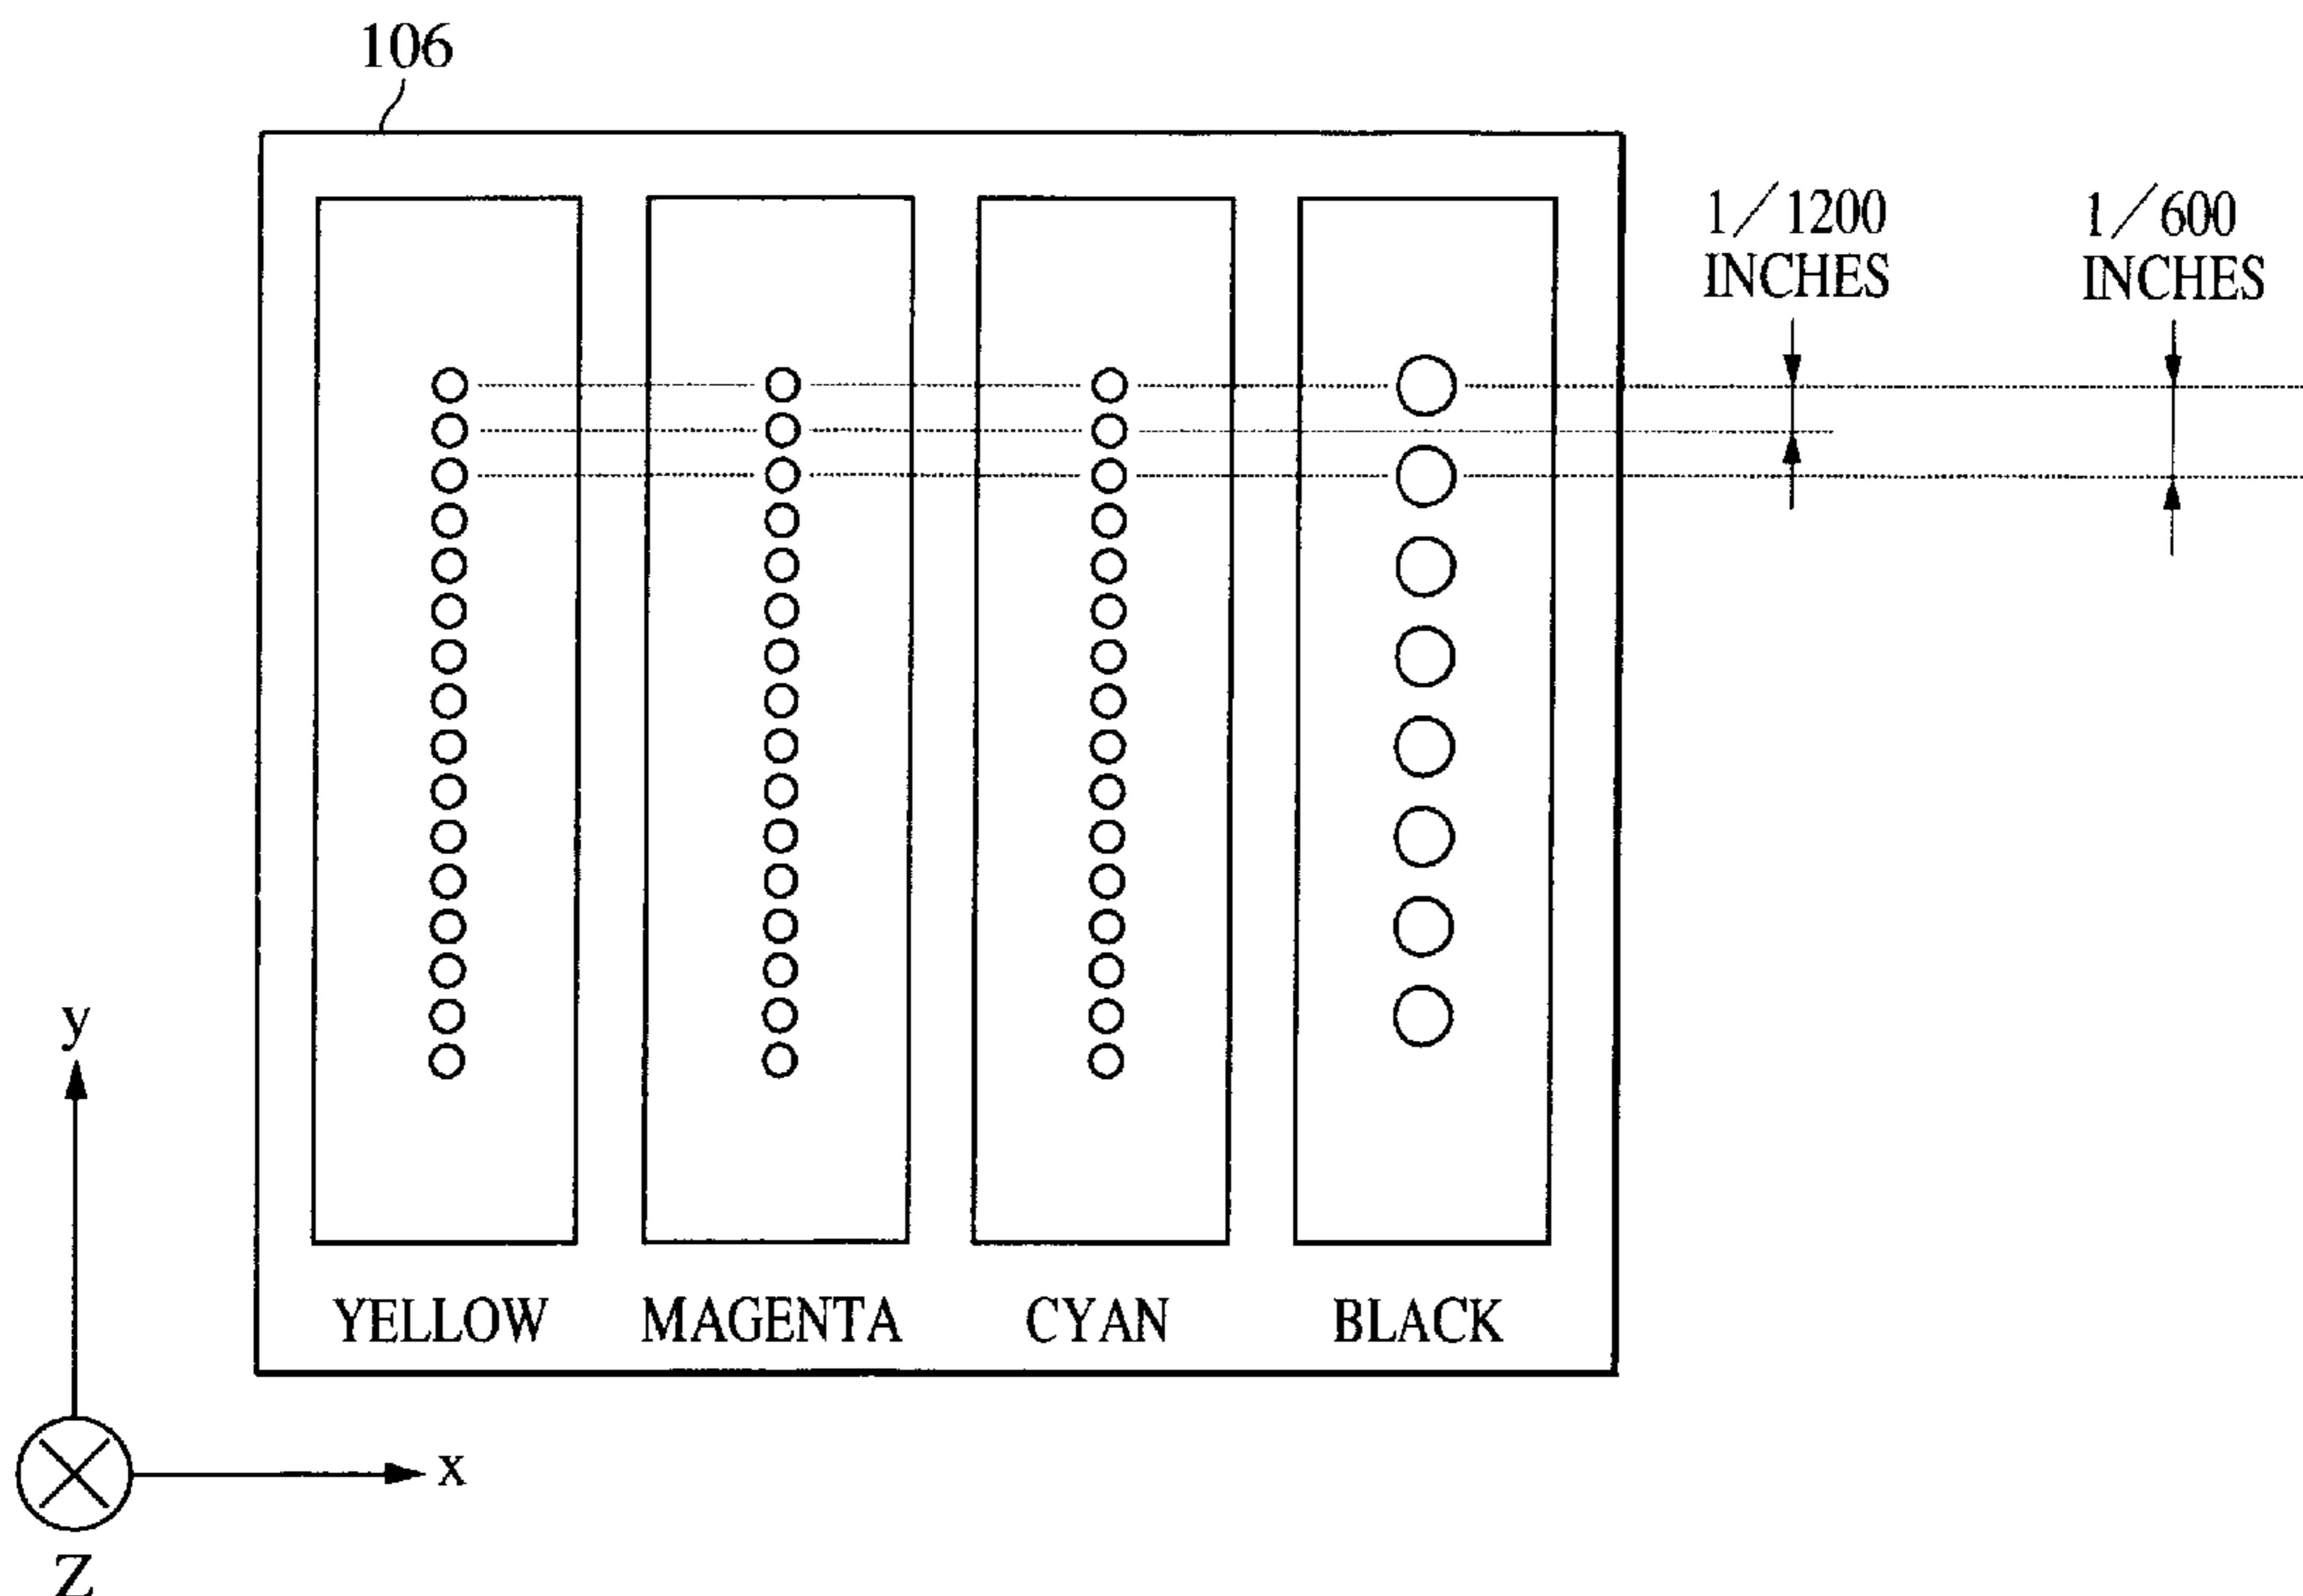 106
1/1200
INCHES
1/600
INCHES
YELLOW
MAGENTA
CYAN
BLACK
y
x
Z